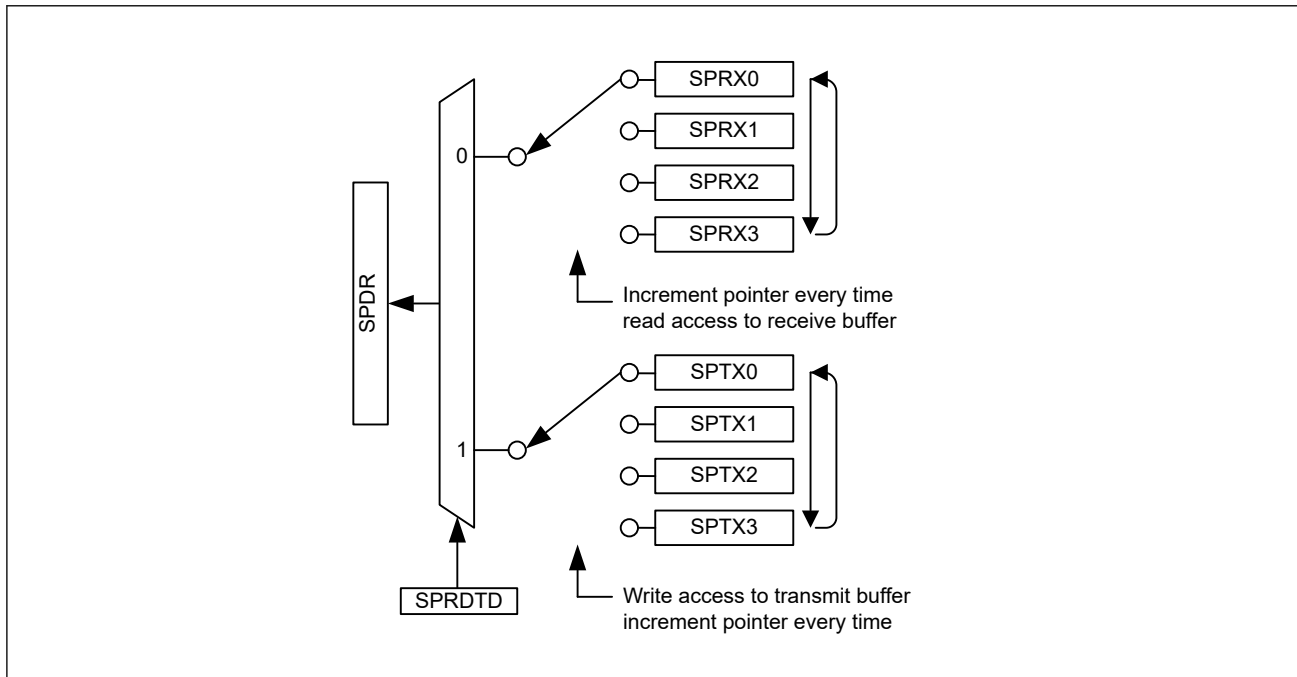 SPRX0
SPRX1
0
SPRX2
SPRX3
SPDR
Increment pointer every time
read access to receive buffer
SPTX0
SPTX1
1
SPTX2
SPTX3
SPRDTD
Write access to transmit buffer
increment pointer every time